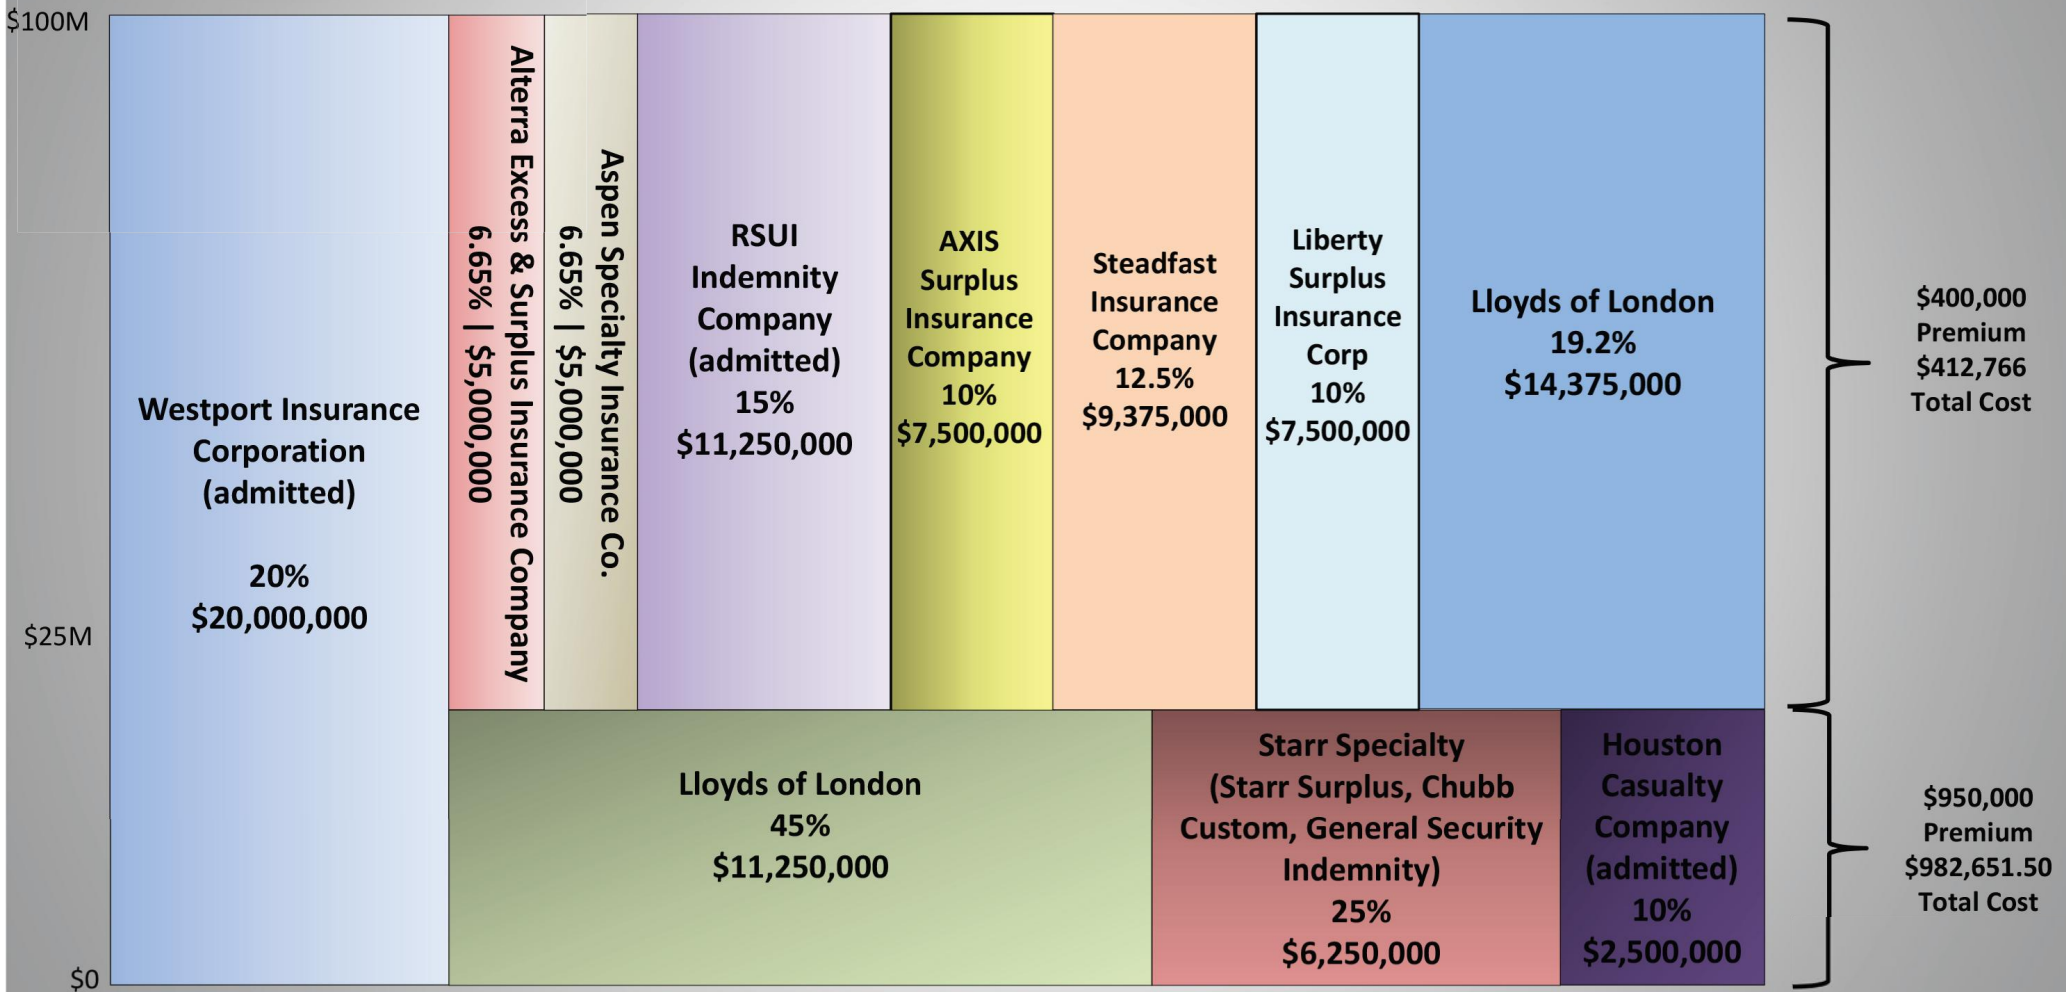 $100M
$25M
$0
Westport Insurance
Corporation
(admitted)
20%
$20,000,000
Alterra Excess & Surplus Insurance Company
6.65% | $5,000,000
Aspen Specialty Insurance Co.
6.65% | $5,000,000
RSUI
Indemnity
Company
(admitted)
15%
$11,250,000
AXIS
Surplus
Insurance
Company
10%
$7,500,000
Steadfast
Insurance
Company
12.5%
$9,375,000
Liberty
Surplus
Insurance
Corp
10%
$7,500,000
Lloyds of London
19.2%
$14,375,000
$400,000
Premium
$412,766
Total Cost
Lloyds of London
45%
$11,250,000
Starr Specialty
(Starr Surplus, Chubb
Custom, General Security
Indemnity)
25%
$6,250,000
Houston
Casualty
Company
(admitted)
10%
$2,500,000
$950,000
Premium
$982,651.50
Total Cost